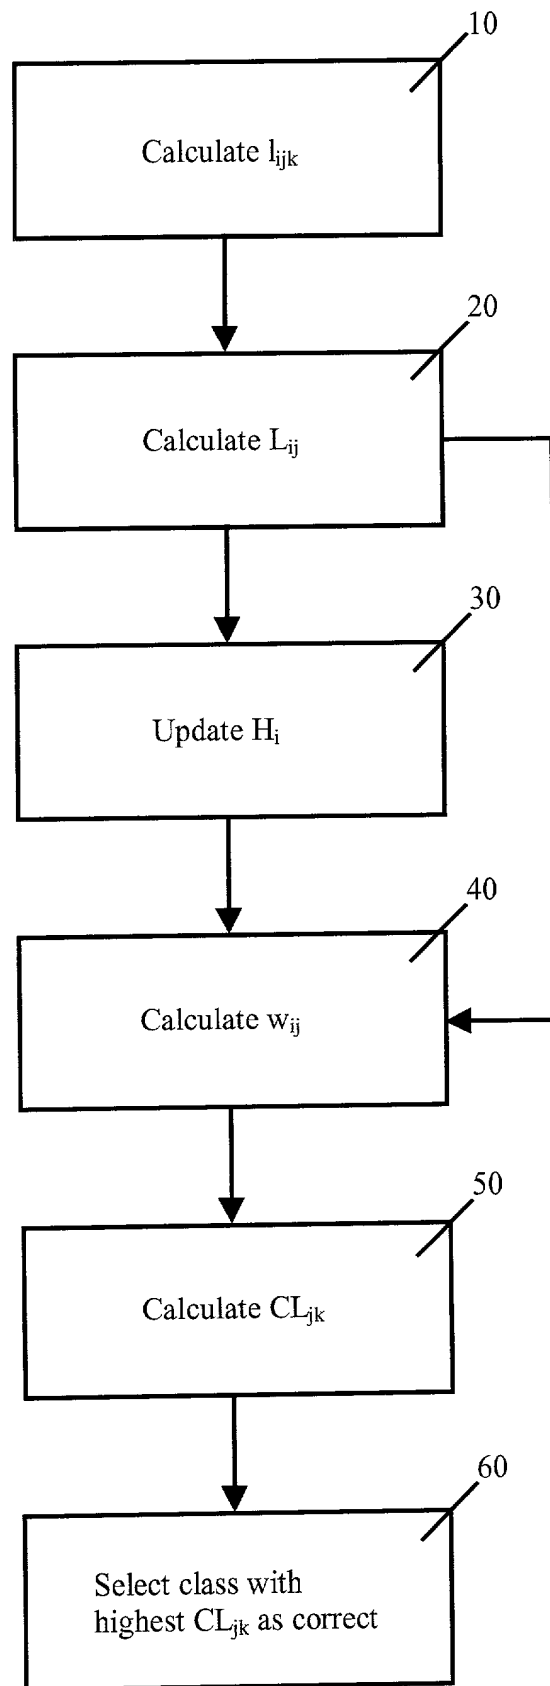 10
Calculate l_ijk
20
Calculate L_ij
30
Update H_i
40
Calculate w_ij
50
Calculate CL_jk
60
Select class with
highest CL_jk as correct